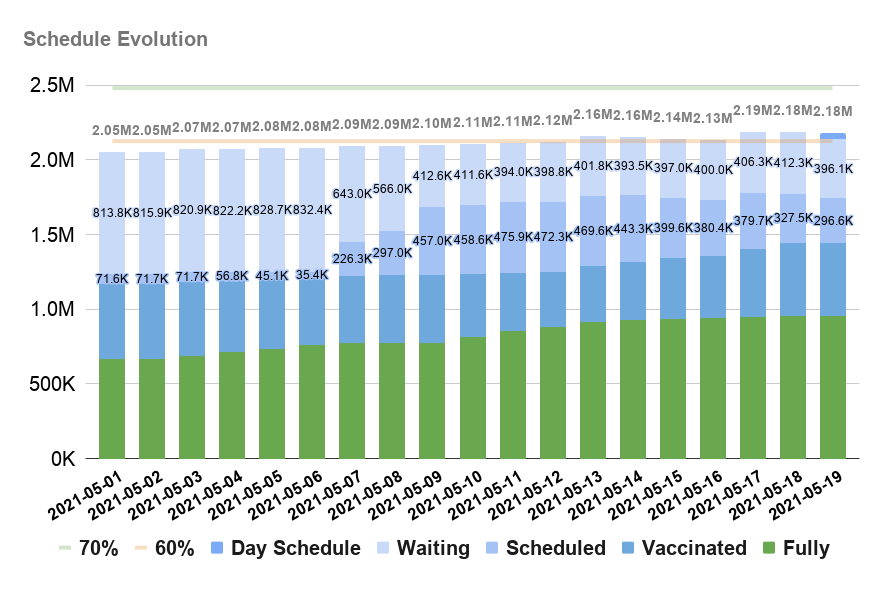 Schedule Evolution
2.5M
2.05M 2.05M 2.07M 2.07M 2.08M 2.08M 2.09M 2.09M 2.10M 2.11M 2.11M 2.12M 2.16M 2.16M 2.14M 2.13M 2.19M 2.18M 2.18M
2.0M
813.8K 815.9K 820.9K 822.2K 828.7K 832.4K 643.0K 566.0K 412.6K 411.6K 394.0K 398.8K 401.8K 393.5K 397.0K 400.0K 406.3K 412.3K 396.1K
1.5M
71.6K 71.7K 71.7K 56.8K 45.1K 35.4K 226.3K 297.0K 457.0K 458.6K 475.9K 472.3K 469.6K 443.3K 399.6K 380.4K 379.7K 327.5K 296.6K
1.0M
500K
0K
2021-05-01 2021-05-02 2021-05-03 2021-05-04 2021-05-05 2021-05-06 2021-05-07 2021-05-08 2021-05-09 2021-05-10 2021-05-11 2021-05-12 2021-05-13 2021-05-14 2021-05-15 2021-05-16 2021-05-17 2021-05-18 2021-05-19
70% 60% Day Schedule Waiting Scheduled Vaccinated Fully